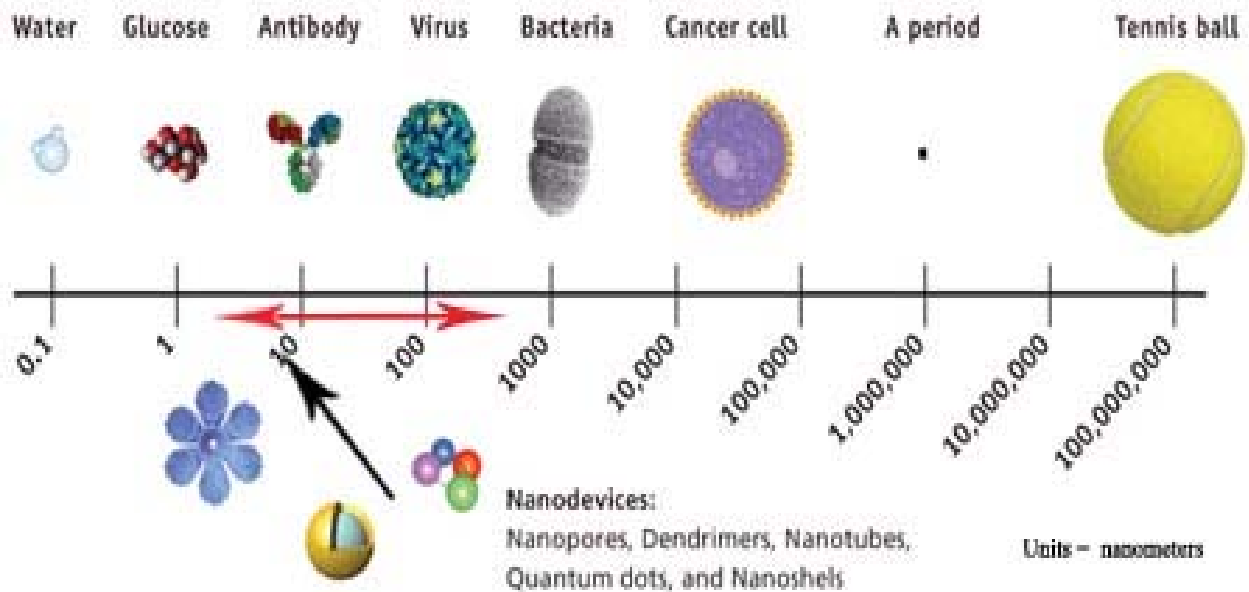 Water Glucose Antibody Virus Bacteria Cancer cell A period Tennis ball
0.1 1 10 100 1000 10,000 100,000 1,000,000 10,000,000 100,000,000
Nanodevices:
Nanopores, Dendrimers, Nanotubes,
Quantum dots, and Nanoshels
Units = nanometers